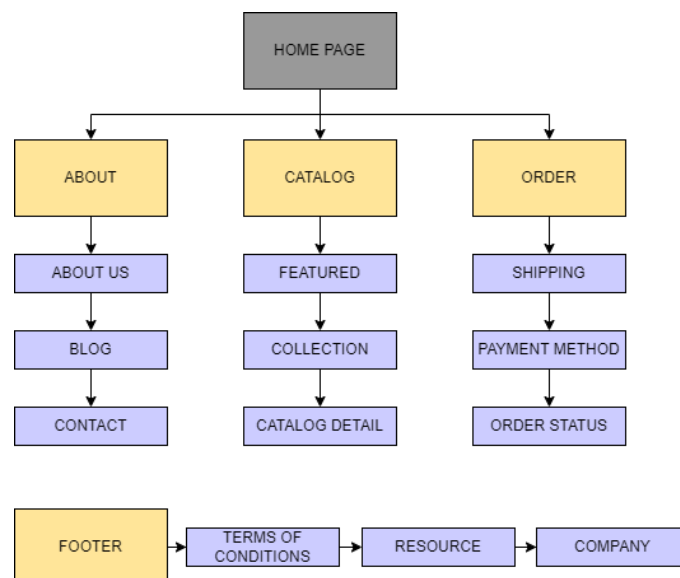 HOME PAGE
ABOUT
CATALOG
ORDER
ABOUT US
FEATURED
SHIPPING
BLOG
COLLECTION
PAYMENT METHOD
CONTACT
CATALOG DETAIL
ORDER STATUS
FOOTER
TERMS OF
CONDITIONS
RESOURCE
COMPANY